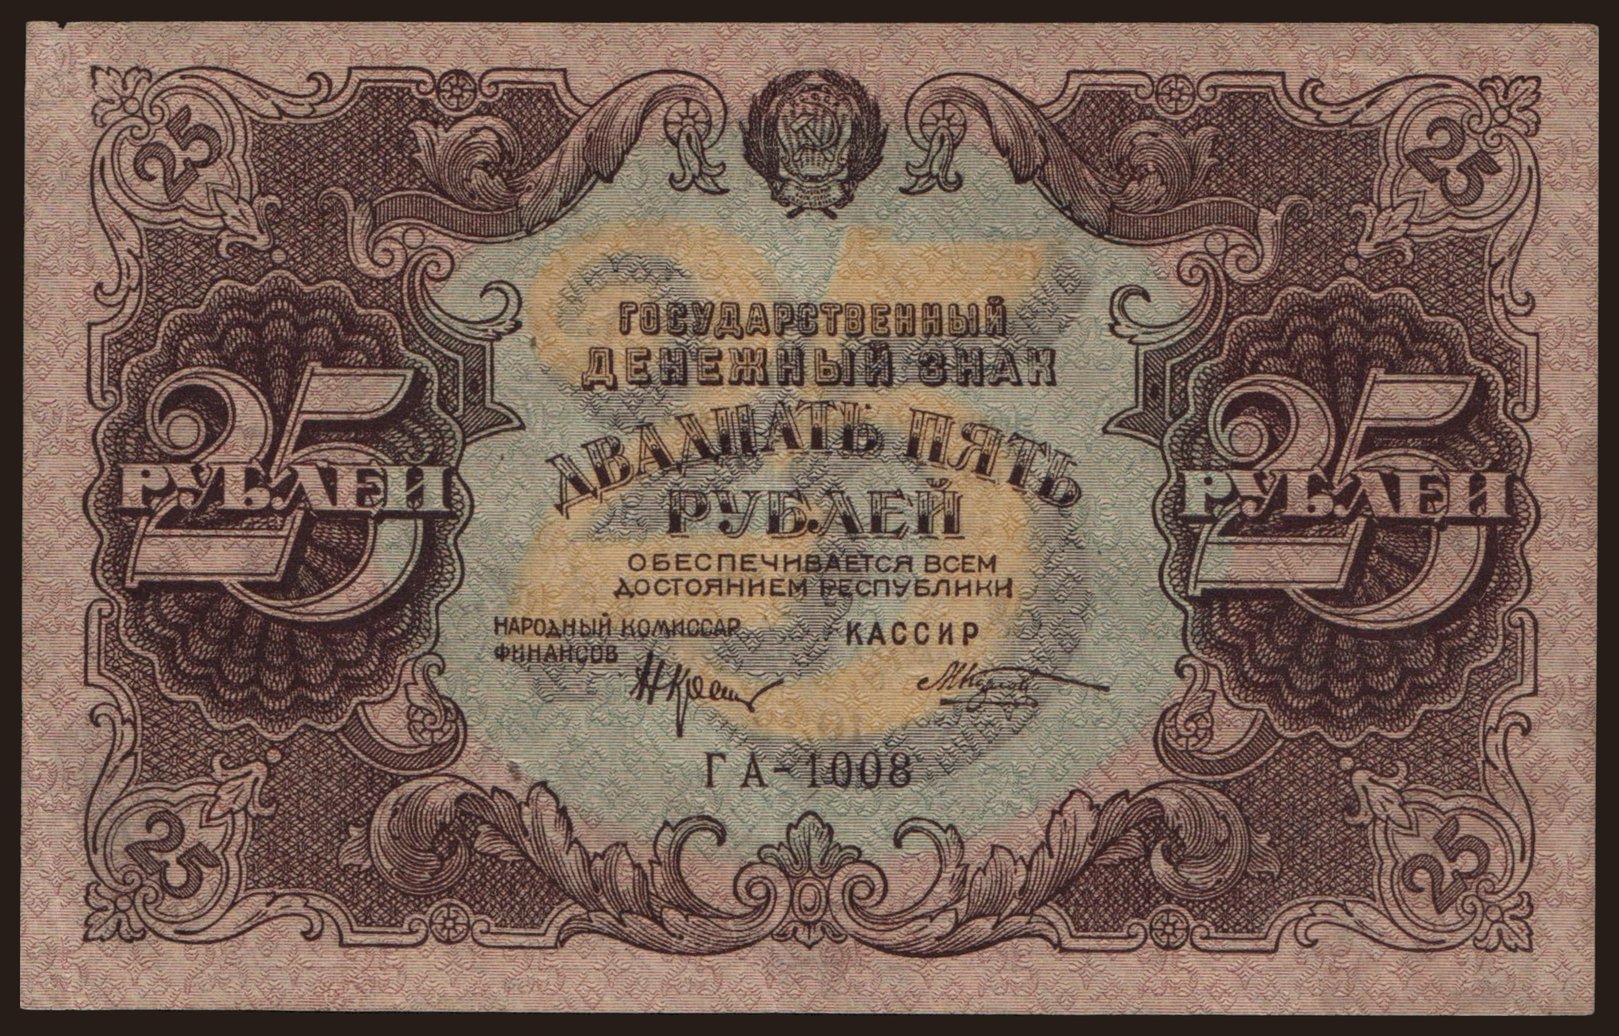 25 25
ГОСУДАРСТВЕННЫЙ
ДЕНЕЖНЫЙ ЗНАК
ДВАДЦАТЬ ПЯТЬ
РУБЛЕЙ
25 РУБЛЕЙ
25 РУБЛЕЙ
ОБЕСПЕЧИВАЕТСЯ ВСЕМ
ДОСТОЯНИЕМ РЕСПУБЛИКИ
НАРОДНЫЙ КОМИССАР
ФИНАНСОВ
КАССИР
ГА-1008
25 25